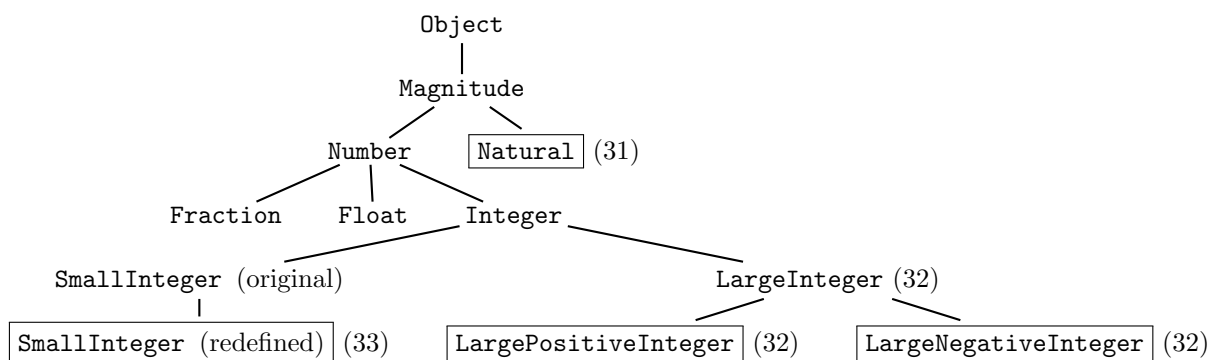 Object
Magnitude
Number Natural (31)
Fraction Float Integer
SmallInteger (original) LargeInteger (32)
SmallInteger (redefined) (33) LargePositiveInteger (32) LargeNegativeInteger (32)